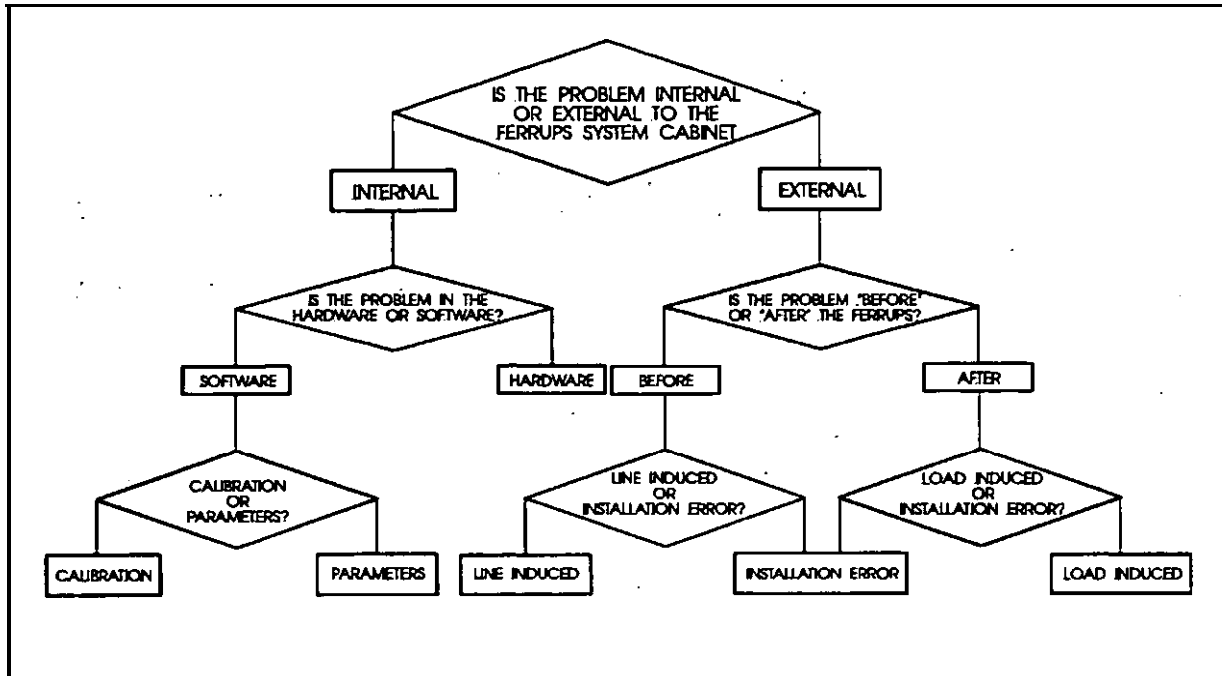 IS THE PROBLEM INTERNAL
OR EXTERNAL TO THE
FERRUPS SYSTEM CABINET
INTERNAL
EXTERNAL
IS THE PROBLEM IN THE
HARDWARE OR SOFTWARE?
IS THE PROBLEM "BEFORE"
OR "AFTER" THE FERRUPS?
SOFTWARE
HARDWARE
BEFORE
AFTER
CALIBRATION
OR
PARAMETERS?
LINE INDUCED
OR
INSTALLATION ERROR?
LOAD INDUCED
OR
INSTALLATION ERROR?
CALIBRATION
PARAMETERS
LINE INDUCED
INSTALLATION ERROR
LOAD INDUCED